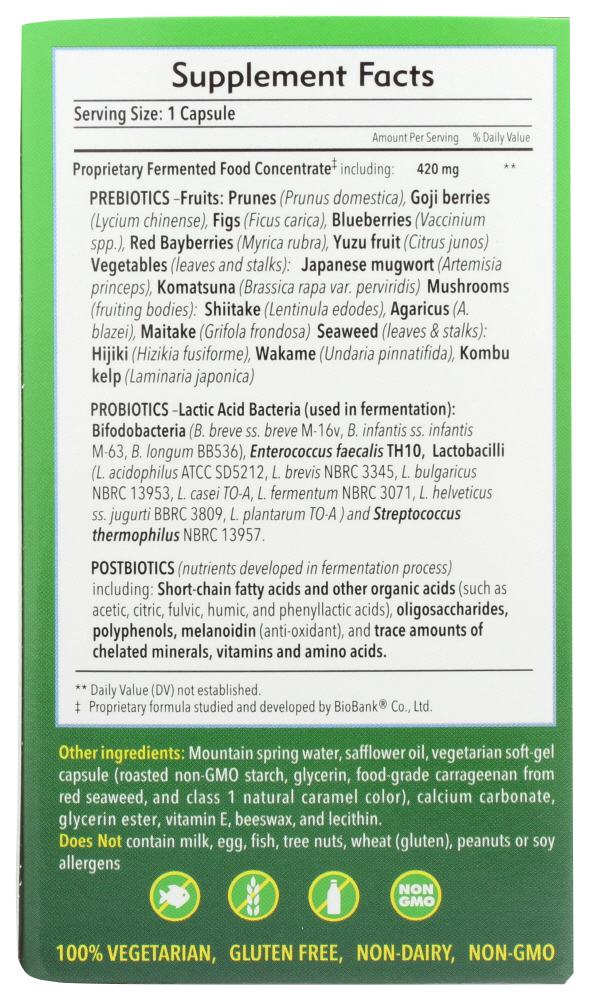 Supplement Facts
Serving Size: 1 Capsule
Amount Per Serving % Daily Value
Proprietary Fermented Food Concentrate‡ including: 420 mg **
PREBIOTICS –Fruits: Prunes (Prunus domestica), Goji berries
(Lycium chinense), Figs (Ficus carica), Blueberries (Vaccinium
spp.), Red Bayberries (Myrica rubra), Yuzu fruit (Citrus junos)
Vegetables (leaves and stalks): Japanese mugwort (Artemisia
princeps), Komatsuna (Brassica rapa var. perviridis) Mushrooms
(fruiting bodies): Shiitake (Lentinula edodes), Agaricus (A.
blazei), Maitake (Grifola frondosa) Seaweed (leaves & stalks):
Hijiki (Hizikia fusiforme), Wakame (Undaria pinnatifida), Kombu
kelp (Laminaria japonica)
PROBIOTICS –Lactic Acid Bacteria (used in fermentation):
Bifodobacteria (B. breve ss. breve M-16v, B. infantis ss. infantis
M-63, B. longum BB536), Enterococcus faecalis TH10, Lactobacilli
(L. acidophilus ATCC SD5212, L. brevis NBRC 3345, L. bulgaricus
NBRC 13953, L. casei TO-A, L. fermentum NBRC 3071, L. helveticus
ss. jugurti BBRC 3809, L. plantarum TO-A ) and Streptococcus
thermophilus NBRC 13957.
POSTBIOTICS (nutrients developed in fermentation process)
including: Short-chain fatty acids and other organic acids (such as
acetic, citric, fulvic, humic, and phenyllactic acids), oligosaccharides,
polyphenols, melanoidin (anti-oxidant), and trace amounts of
chelated minerals, vitamins and amino acids.
** Daily Value (DV) not established.
‡ Proprietary formula studied and developed by BioBank® Co., Ltd.
Other ingredients: Mountain spring water, safflower oil, vegetarian soft-gel
capsule (roasted non-GMO starch, glycerin, food-grade carrageenan from
red seaweed, and class 1 natural caramel color), calcium carbonate,
glycerin ester, vitamin E, beeswax, and lecithin.
Does Not contain milk, egg, fish, tree nuts, wheat (gluten), peanuts or soy
allergens
NON
GMO
100% VEGETARIAN, GLUTEN FREE, NON-DAIRY, NON-GMO